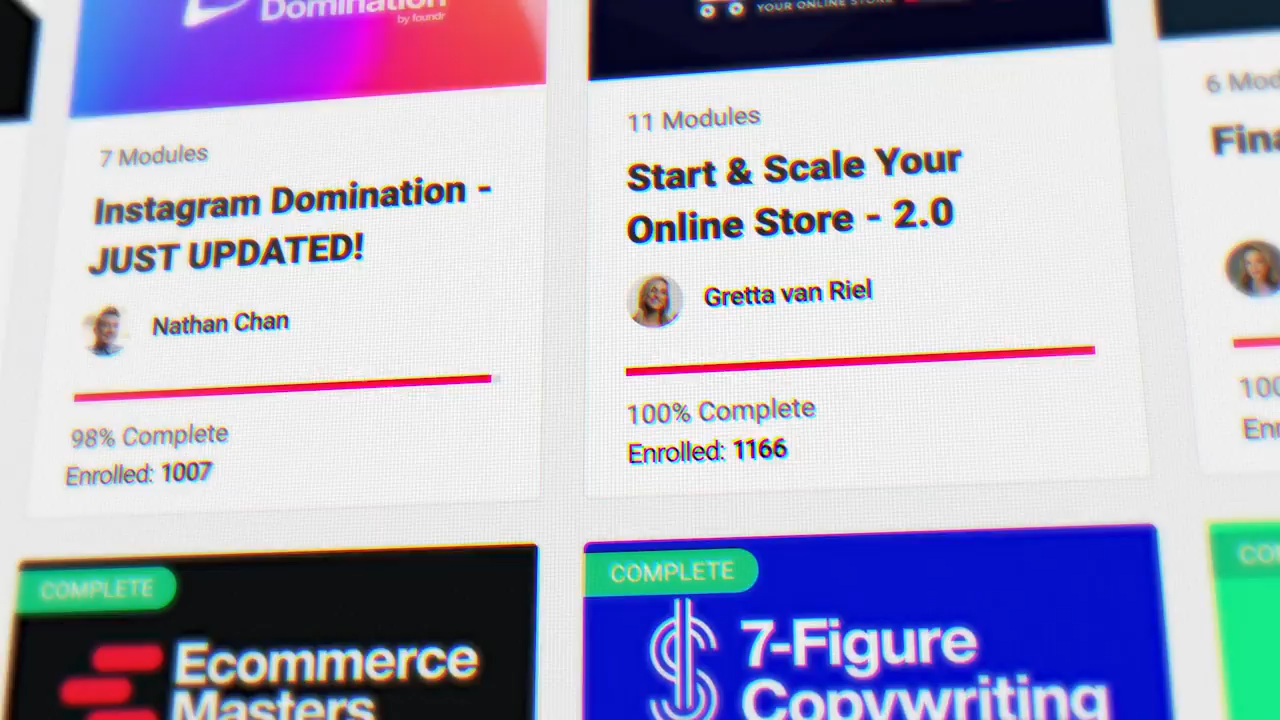 Domination
by foundr
YOUR ONLINE STORE
7 Modules
Instagram Domination -
JUST UPDATED!
Nathan Chan
98% Complete
Enrolled: 1007
11 Modules
Start & Scale Your
Online Store - 2.0
Gretta van Riel
100% Complete
Enrolled: 1166
6
COMPLETE
Ecommerce
Masters
COMPLETE
7-Figure
Copywriting